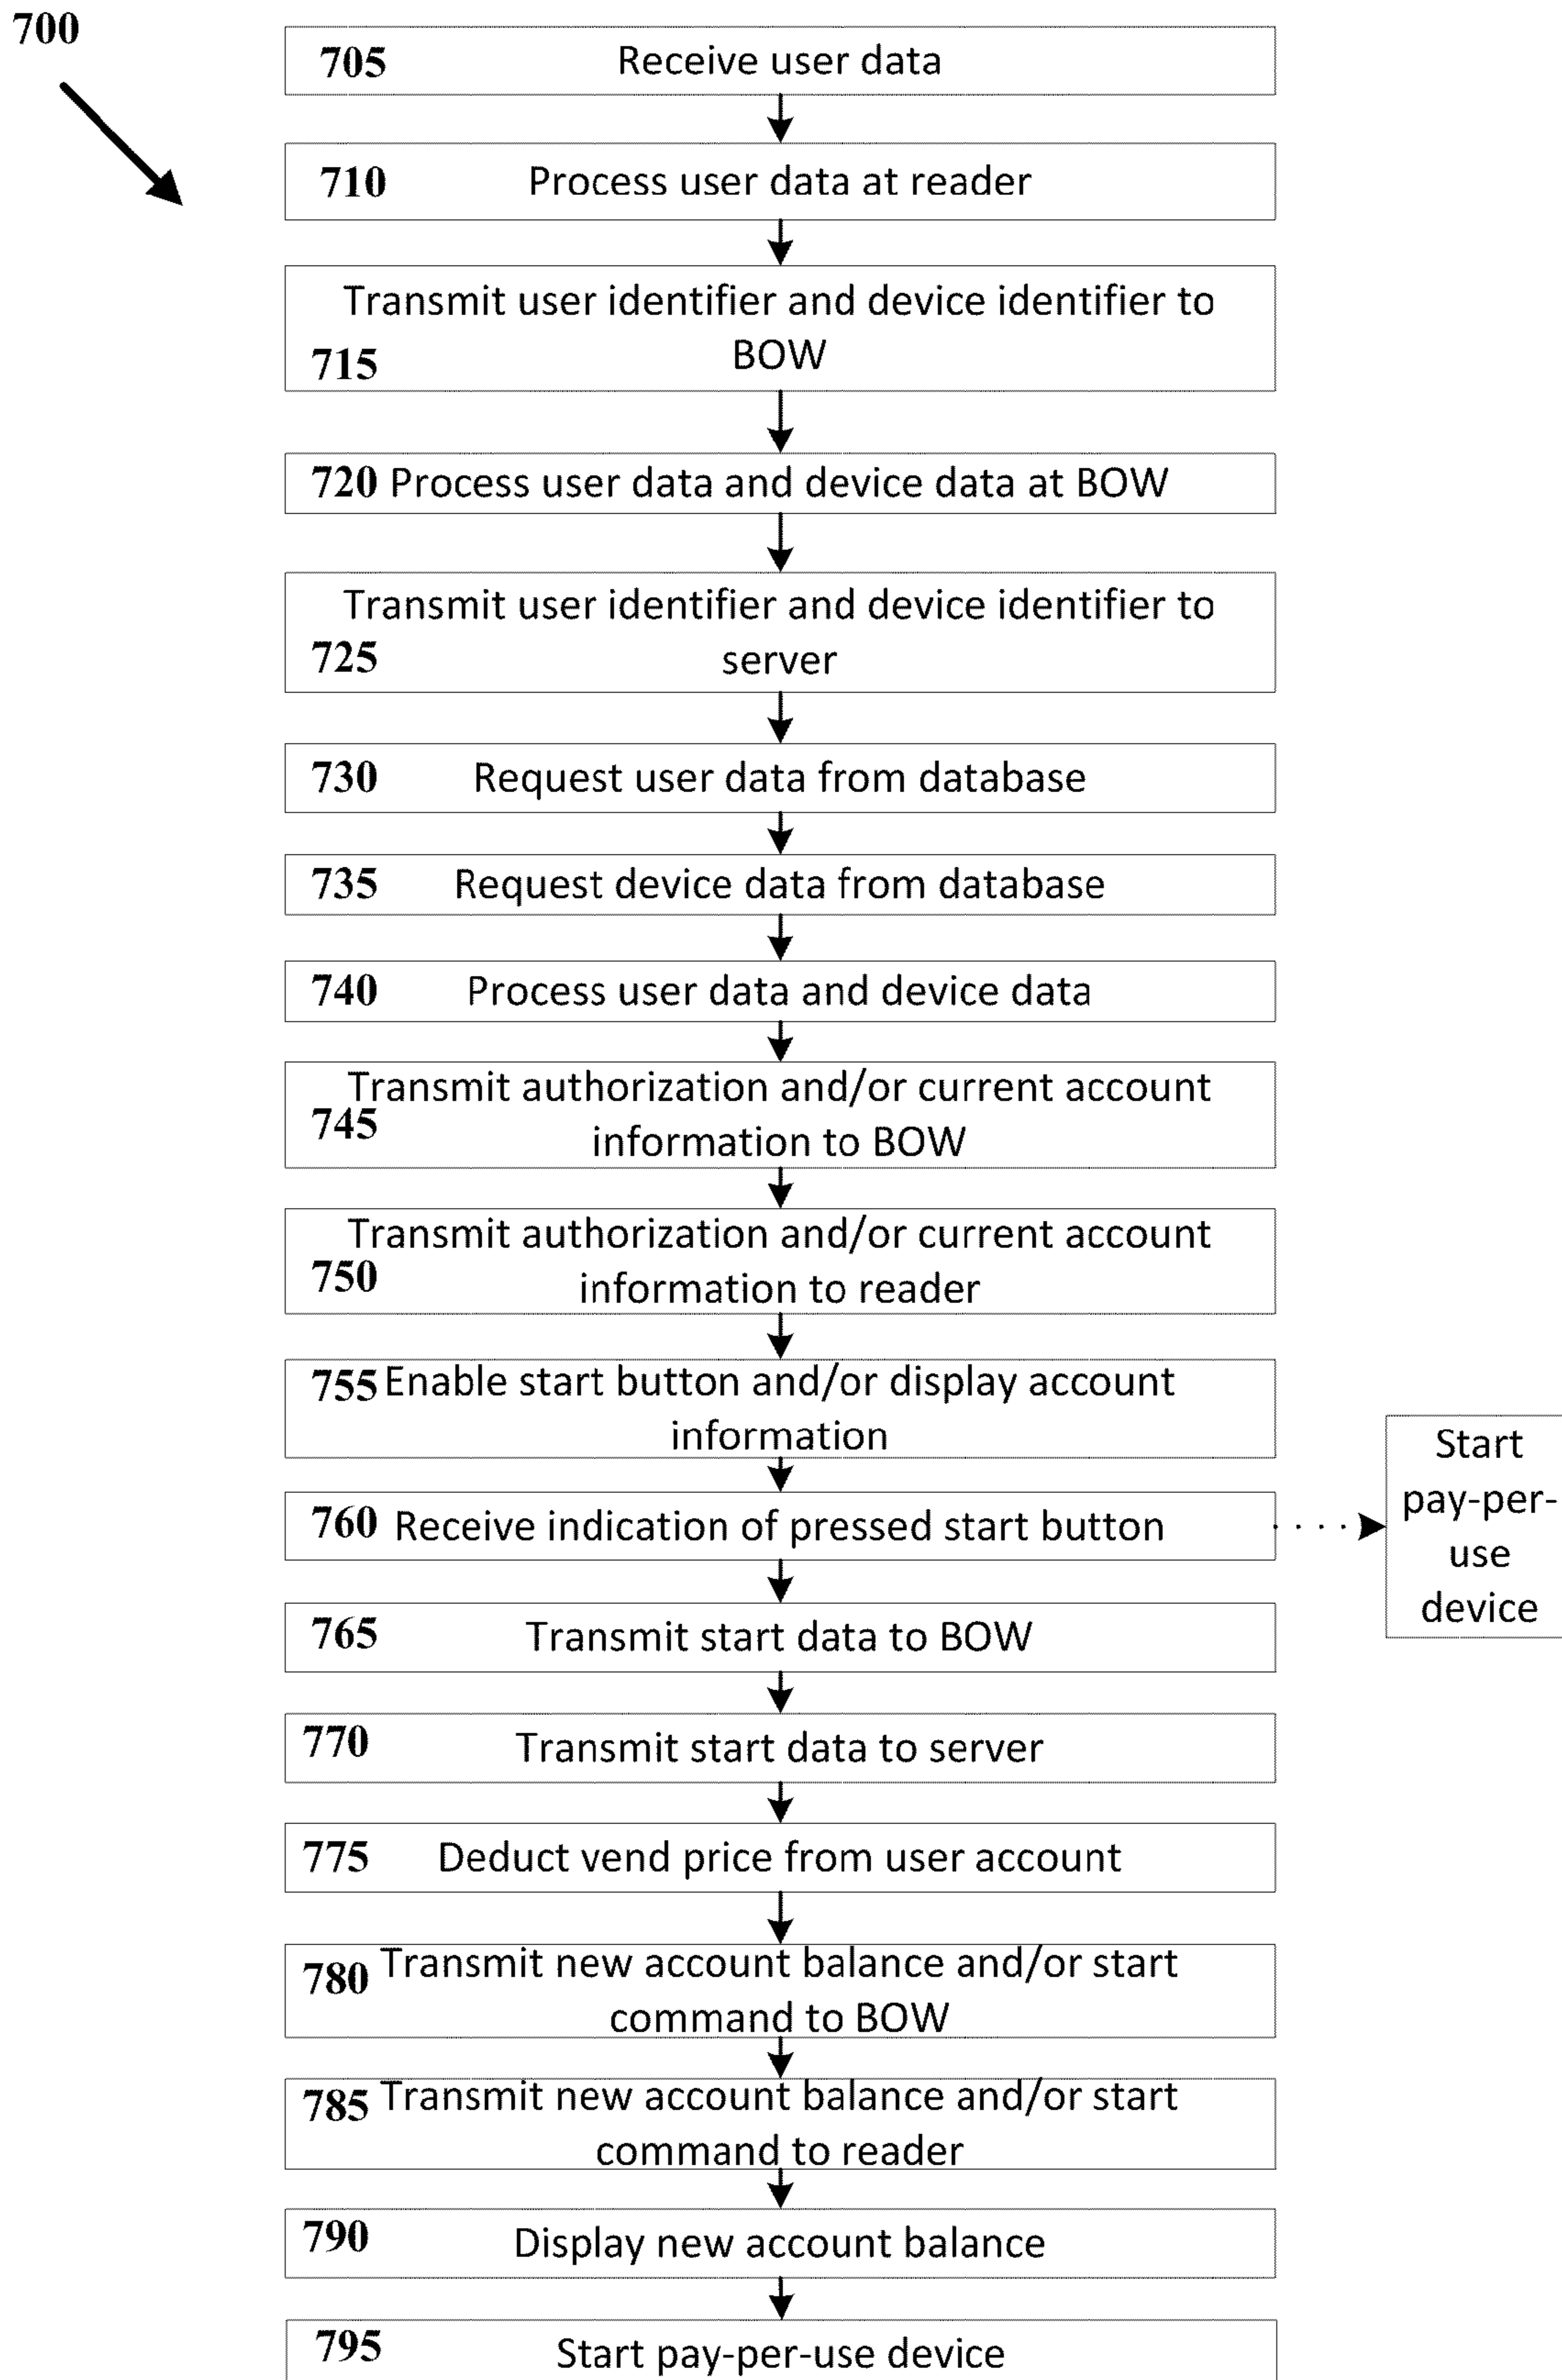 700
705 Receive user data
710 Process user data at reader
Transmit user identifier and device identifier to
715 BOW
720 Process user data and device data at BOW
Transmit user identifier and device identifier to
725 server
730 Request user data from database
735 Request device data from database
740 Process user data and device data
Transmit authorization and/or current account
745 information to BOW
Transmit authorization and/or current account
750 information to reader
755 Enable start button and/or display account
information
760 Receive indication of pressed start button
Start
pay-per-
use
device
765 Transmit start data to BOW
770 Transmit start data to server
775 Deduct vend price from user account
780 Transmit new account balance and/or start
command to BOW
785 Transmit new account balance and/or start
command to reader
790 Display new account balance
795 Start pay-per-use device